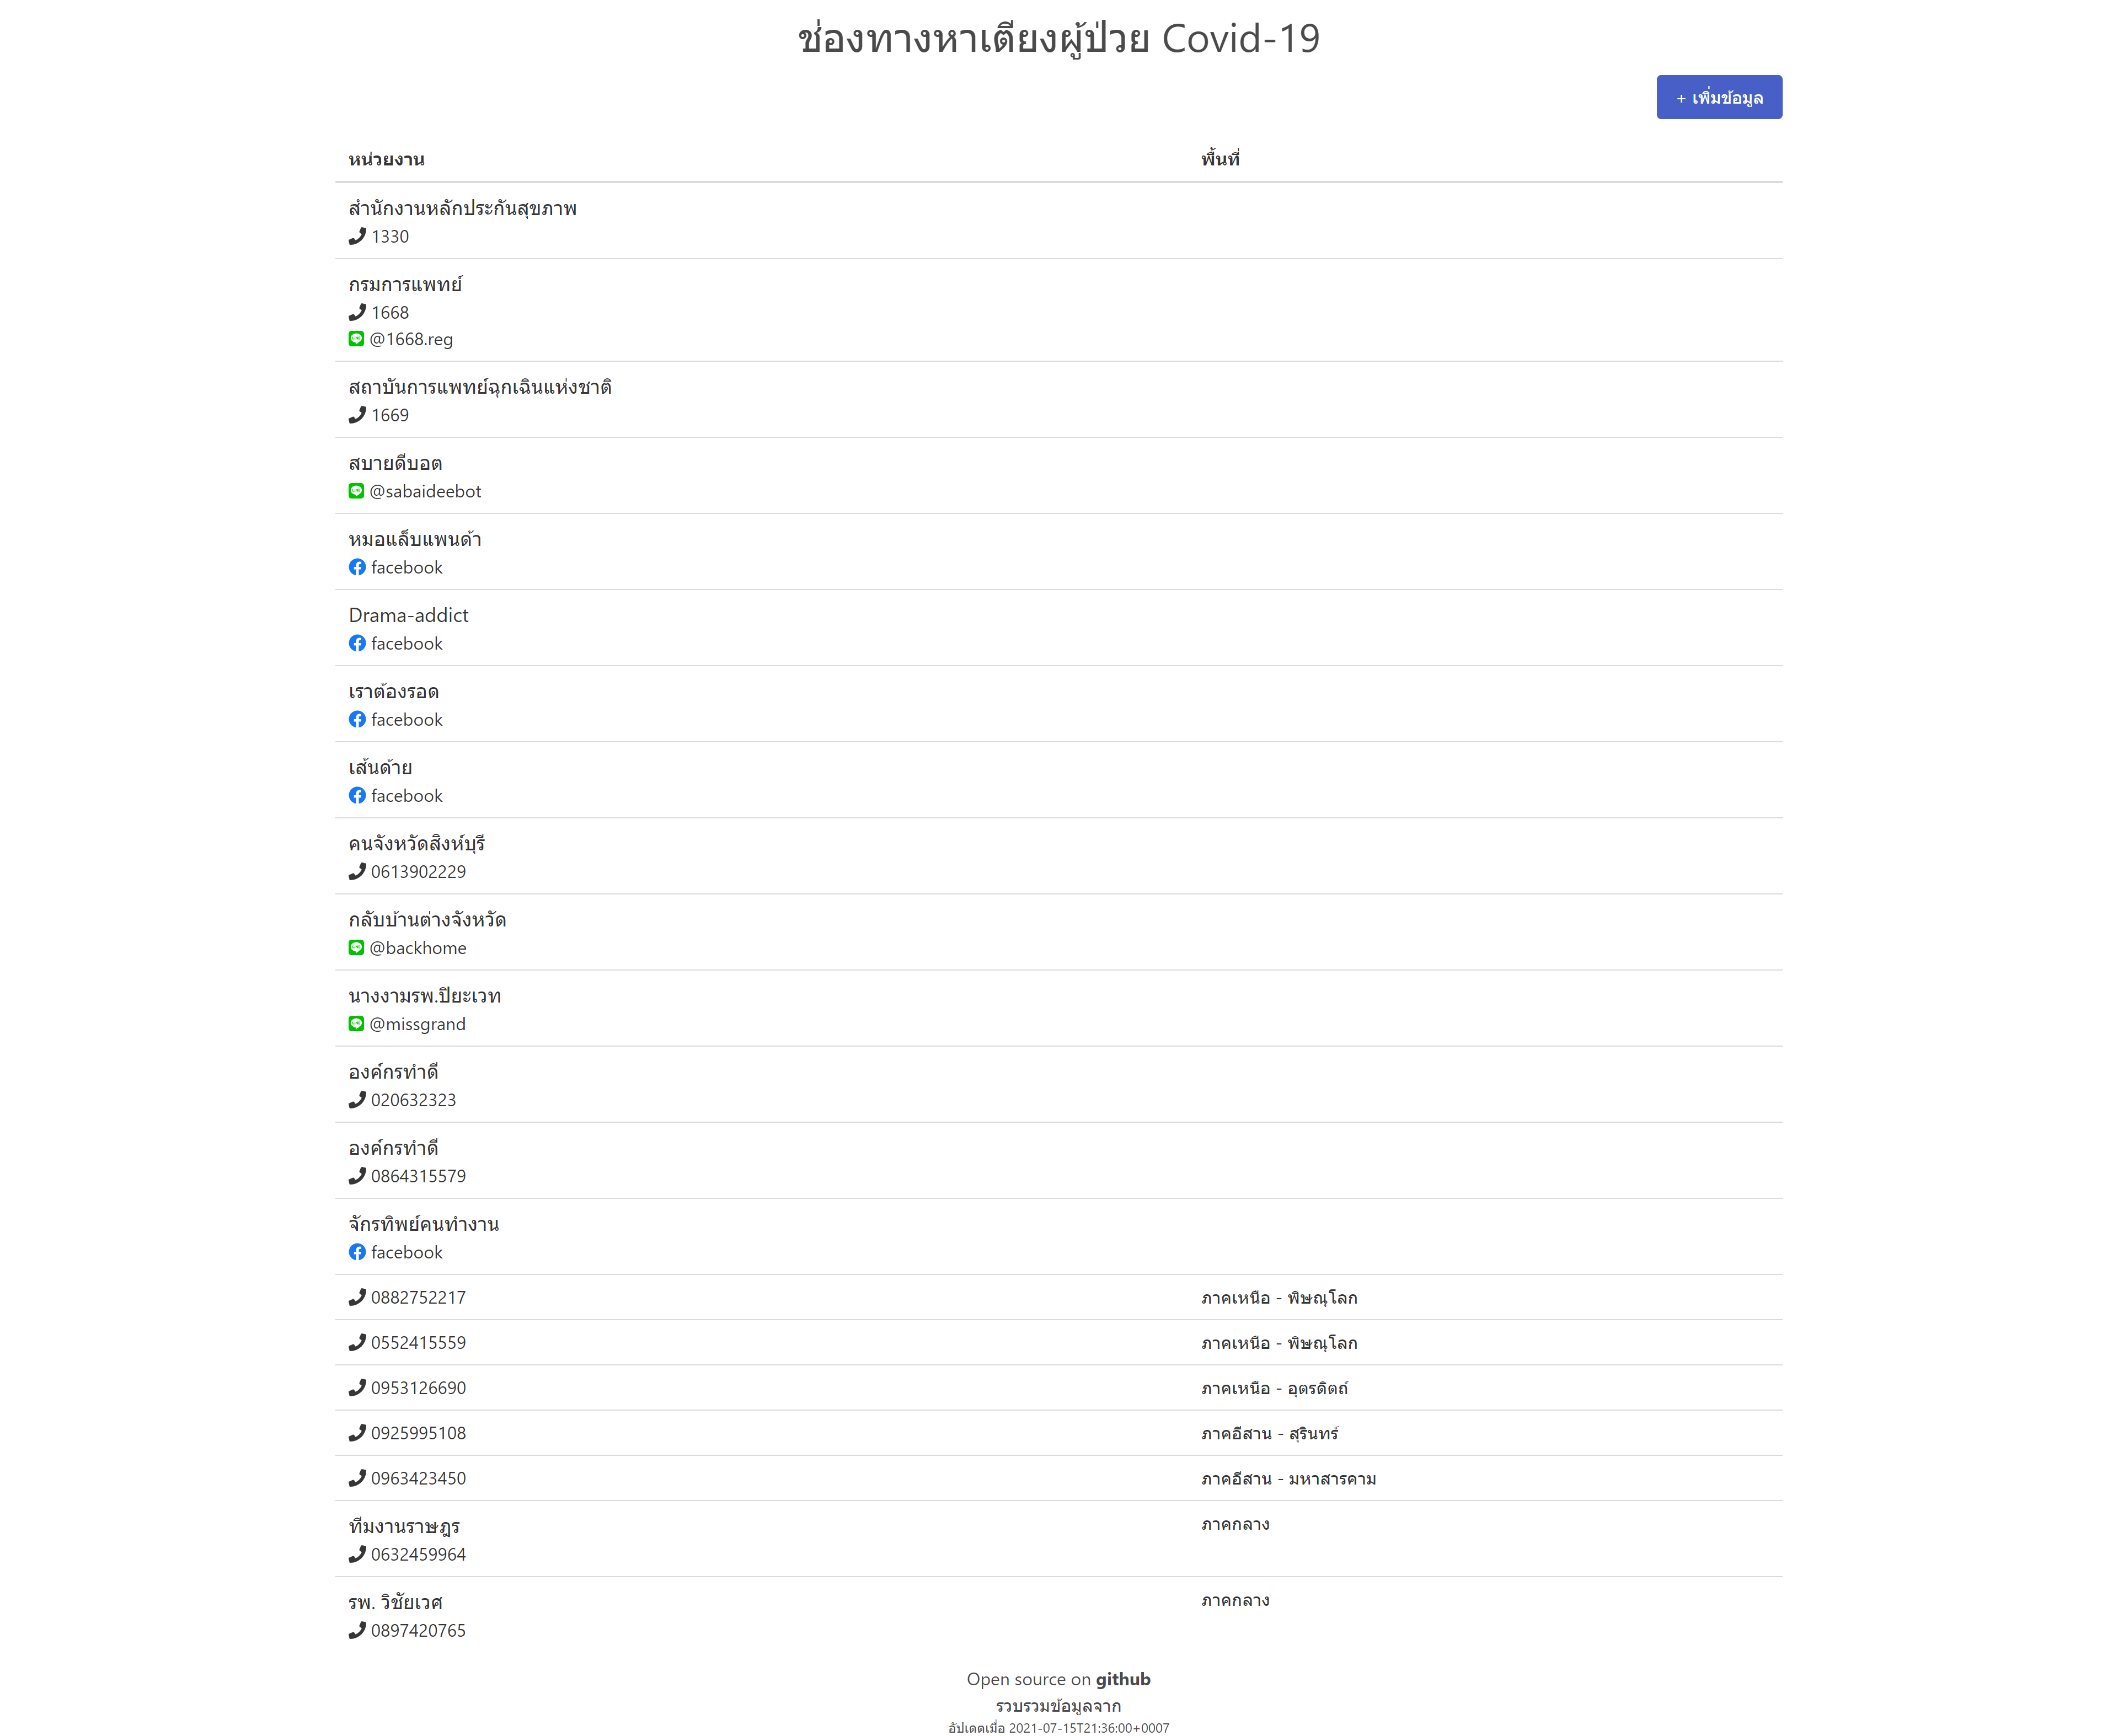 ช่องทางหาเตียงผู้ป่วย Covid-19
+ เพิ่มข้อมูล
หน่วยงาน พื้นที่
สำนักงานหลักประกันสุขภาพ
1330
กรมการแพทย์
1668
@1668.reg
สถาบันการแพทย์ฉุกเฉินแห่งชาติ
1669
สบายดีบอต
@sabaideebot
หมอแล็บแพนด้า
facebook
Drama-addict
facebook
เราต้องรอด
facebook
เส้นด้าย
facebook
คนจังหวัดสิงห์บุรี
0613902229
กลับบ้านต่างจังหวัด
@backhome
นางงามรพ.ปิยะเวท
@missgrand
องค์กรทำดี
020632323
องค์กรทำดี
0864315579
จักรทิพย์คนทำงาน
facebook
0882752217 ภาคเหนือ - พิษณุโลก
0552415559 ภาคเหนือ - พิษณุโลก
0953126690 ภาคเหนือ - อุตรดิตถ์
0925995108 ภาคอีสาน - สุรินทร์
0963423450 ภาคอีสาน - มหาสารคาม
ทีมงานราษฎร ภาคกลาง
0632459964
รพ. วิชัยเวศ ภาคกลาง
0897420765
Open source on github
รวบรวมข้อมูลจาก
อัปเดตเมื่อ 2021-07-15T21:36:00+0007